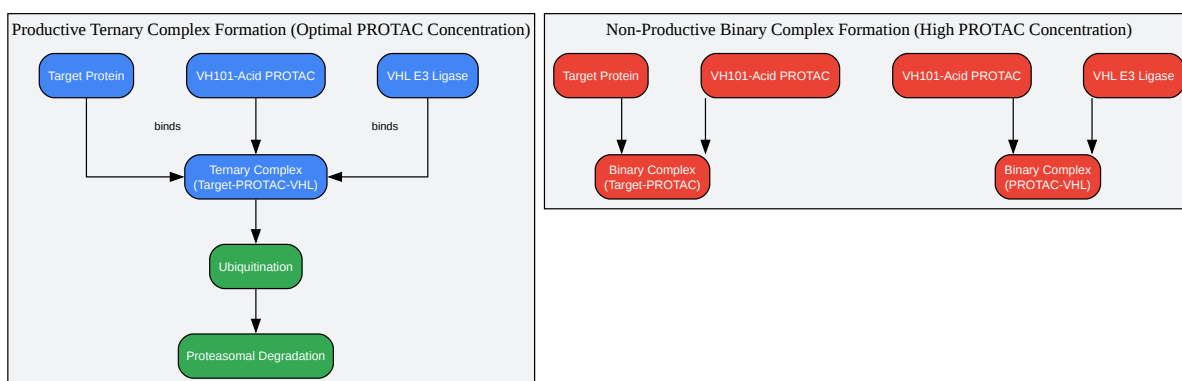 Productive Ternary Complex Formation (Optimal PROTAC Concentration)
Target Protein
VH101-Acid PROTAC
VHL E3 Ligase
binds
binds
Ternary Complex
(Target-PROTAC-VHL)
Ubiquitination
Proteasomal Degradation
Non-Productive Binary Complex Formation (High PROTAC Concentration)
Target Protein
VH101-Acid PROTAC
VH101-Acid PROTAC
VHL E3 Ligase
Binary Complex
(Target-PROTAC)
Binary Complex
(PROTAC-VHL)